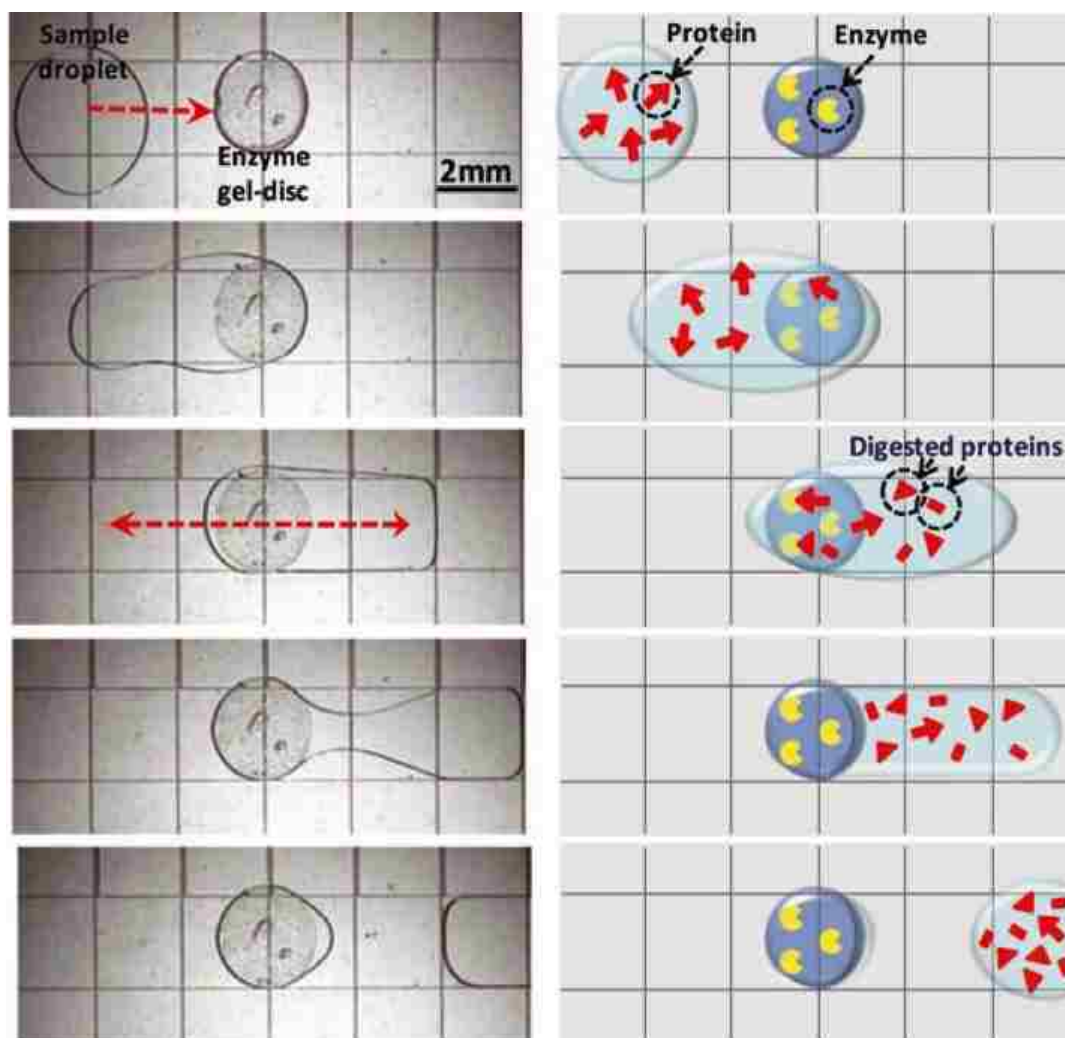 Sample
droplet
Enzyme
gel-disc
2mm
Protein
Enzyme
Digested proteins